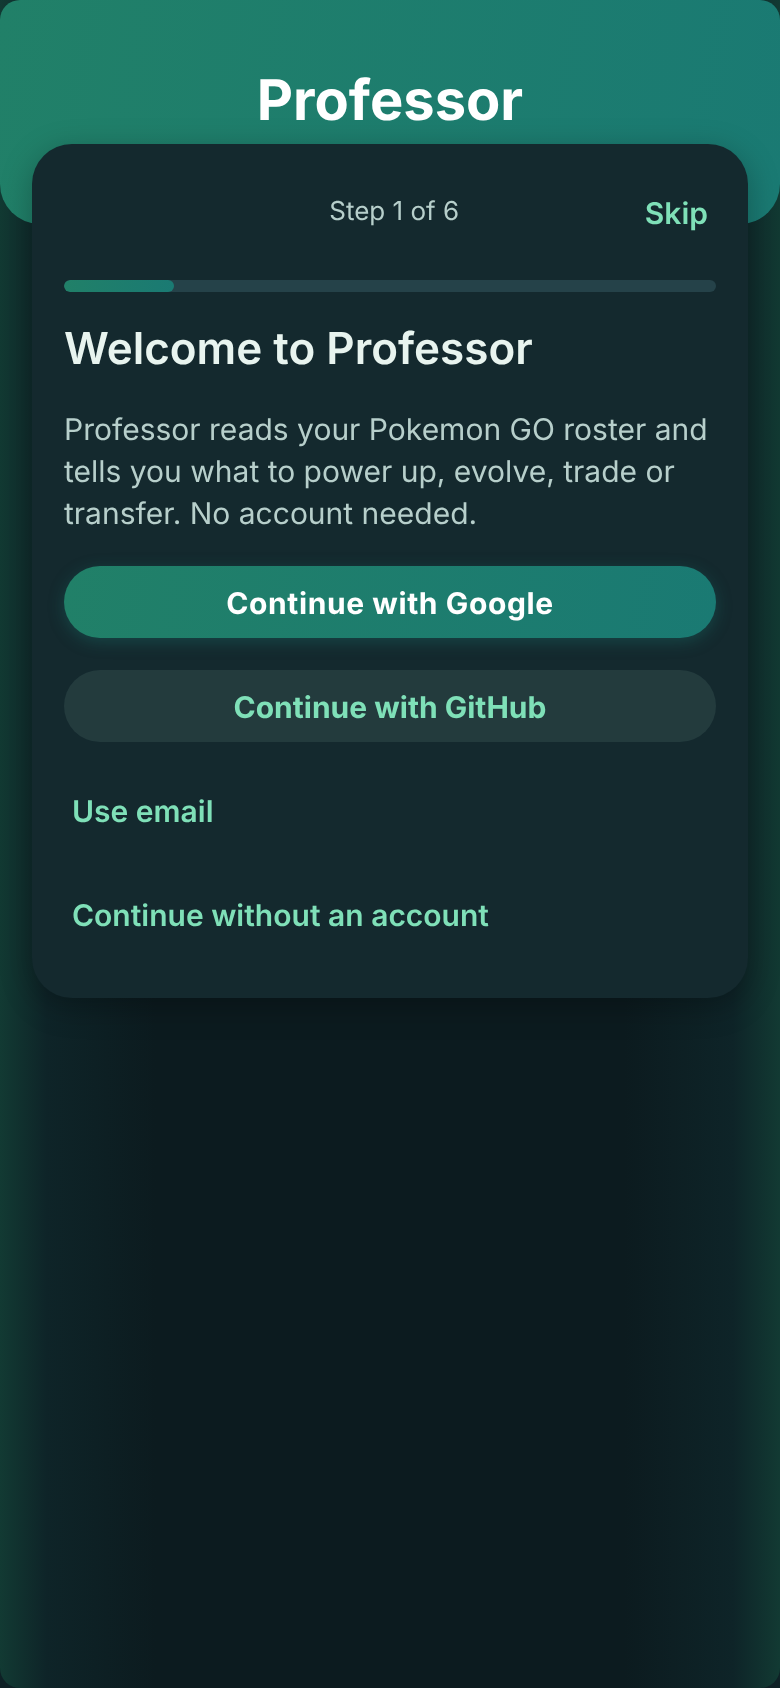 Professor
Step 1 of 6
Skip
Welcome to Professor
Professor reads your Pokemon GO roster and
tells you what to power up, evolve, trade or
transfer. No account needed.
Continue with Google
Continue with GitHub
Use email
Continue without an account